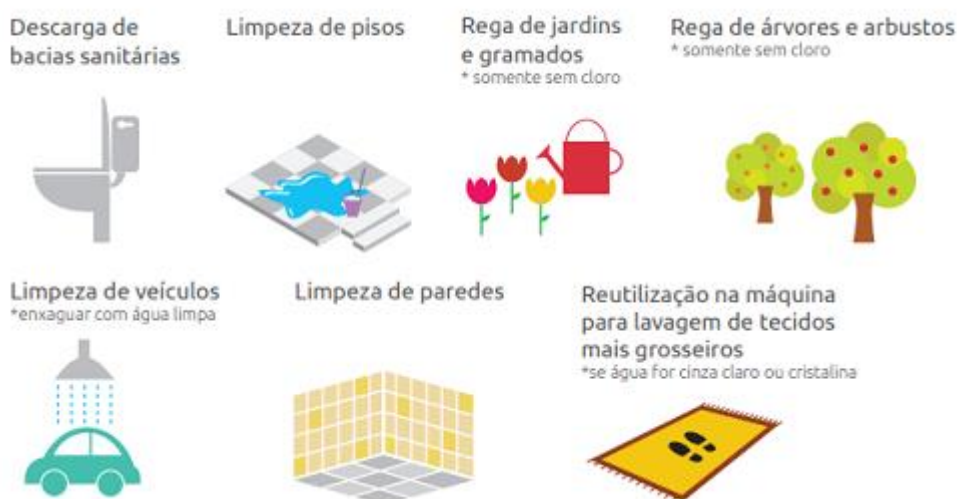 Descarga de
bacias sanitárias
Limpeza de pisos
Rega de jardins
e gramados
* somente sem cloro
Rega de árvores e arbustos
* somente sem cloro
Limpeza de veículos
*enxaguar com água limpa
Limpeza de paredes
Reutilização na máquina
para lavagem de tecidos
mais grosseiros
*se água for cinza claro ou cristalina